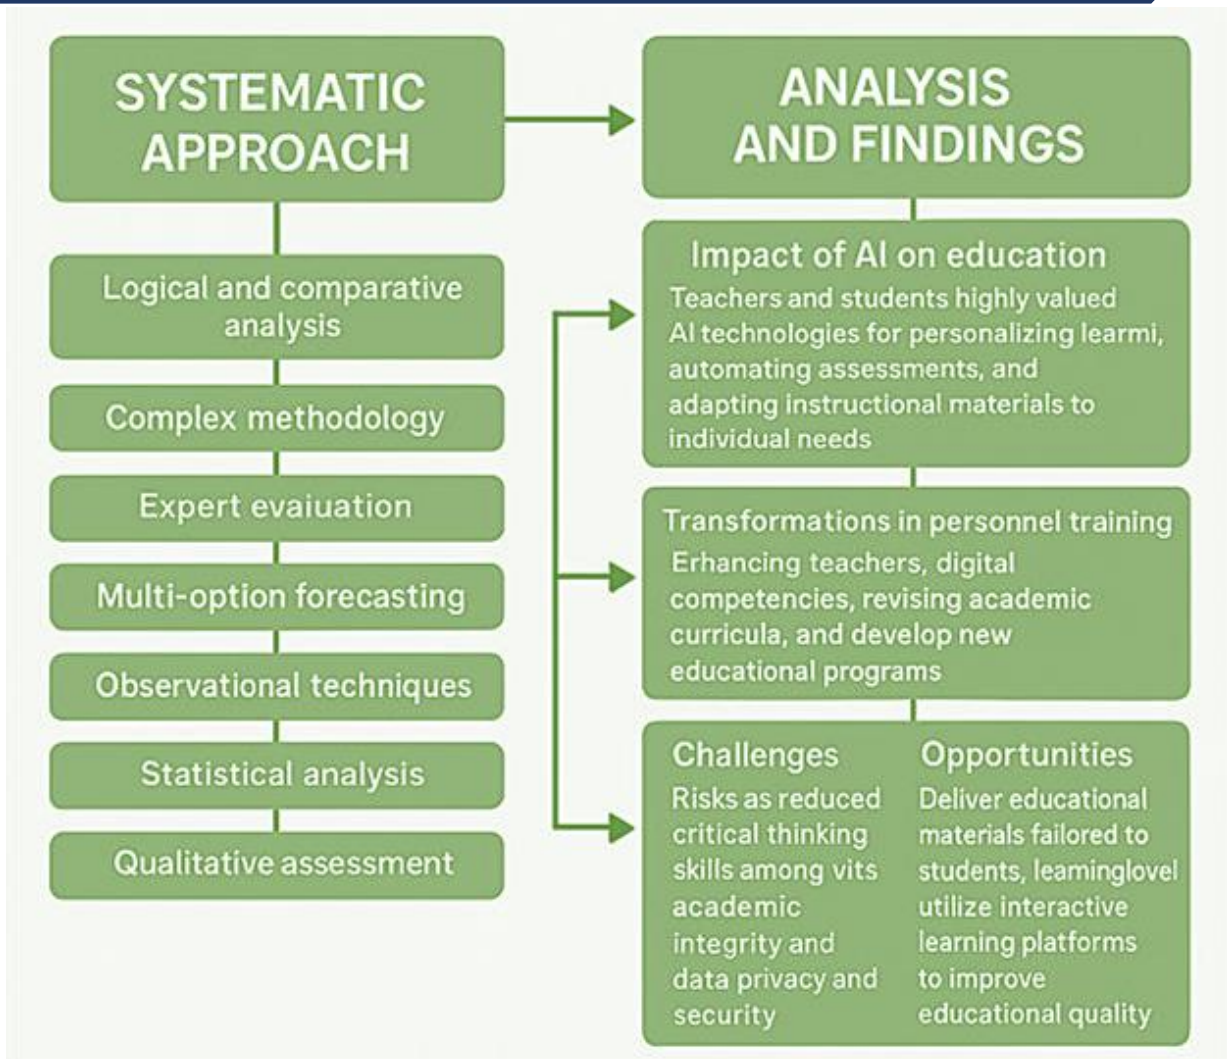 SYSTEMATIC
APPROACH
Logical and comparative
analysis
Complex methodology
Expert evaiuation
Multi-option forecasting
Observational techniques
Statistical analysis
Qualitative assessment
ANALYSIS
AND FINDINGS
Impact of AI on education
Teachers and students highly valued
AI technologies for personalizing learmi,
automating assessments, and
adapting instructional materials to
individual needs
Transformations in personnel training
Erhancing teachers, digital
competencies, revising academic
curricula, and develop new
educational programs
Challenges
Risks as reduced
critical thinking
skills among vits
academic
integrity and
data privacy and
security
Opportunities
Deliver educational
materials failored to
students, leaminglovel
utilize interactive
learning platforms
to improve
educational quality